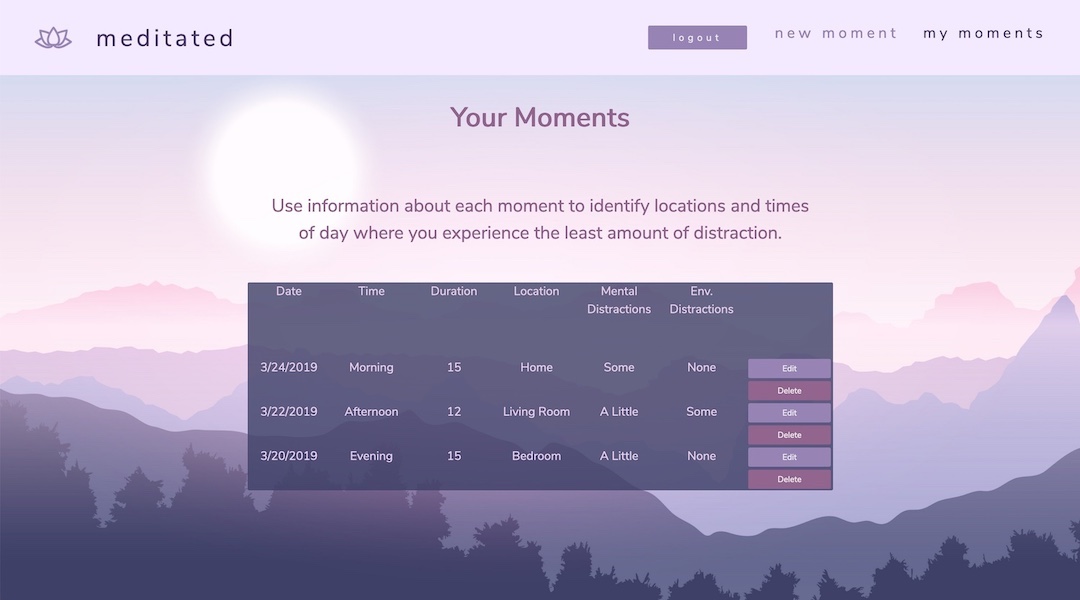 meditated
logout
new moment
my moments
Your Moments
Use information about each moment to identify locations and times
of day where you experience the least amount of distraction.
Date Time Duration Location Mental Distractions Env. Distractions
3/24/2019 Morning 15 Home Some None Edit
Delete
3/22/2019 Afternoon 12 Living Room A Little Some Edit
Delete
3/20/2019 Evening 15 Bedroom A Little None Edit
Delete